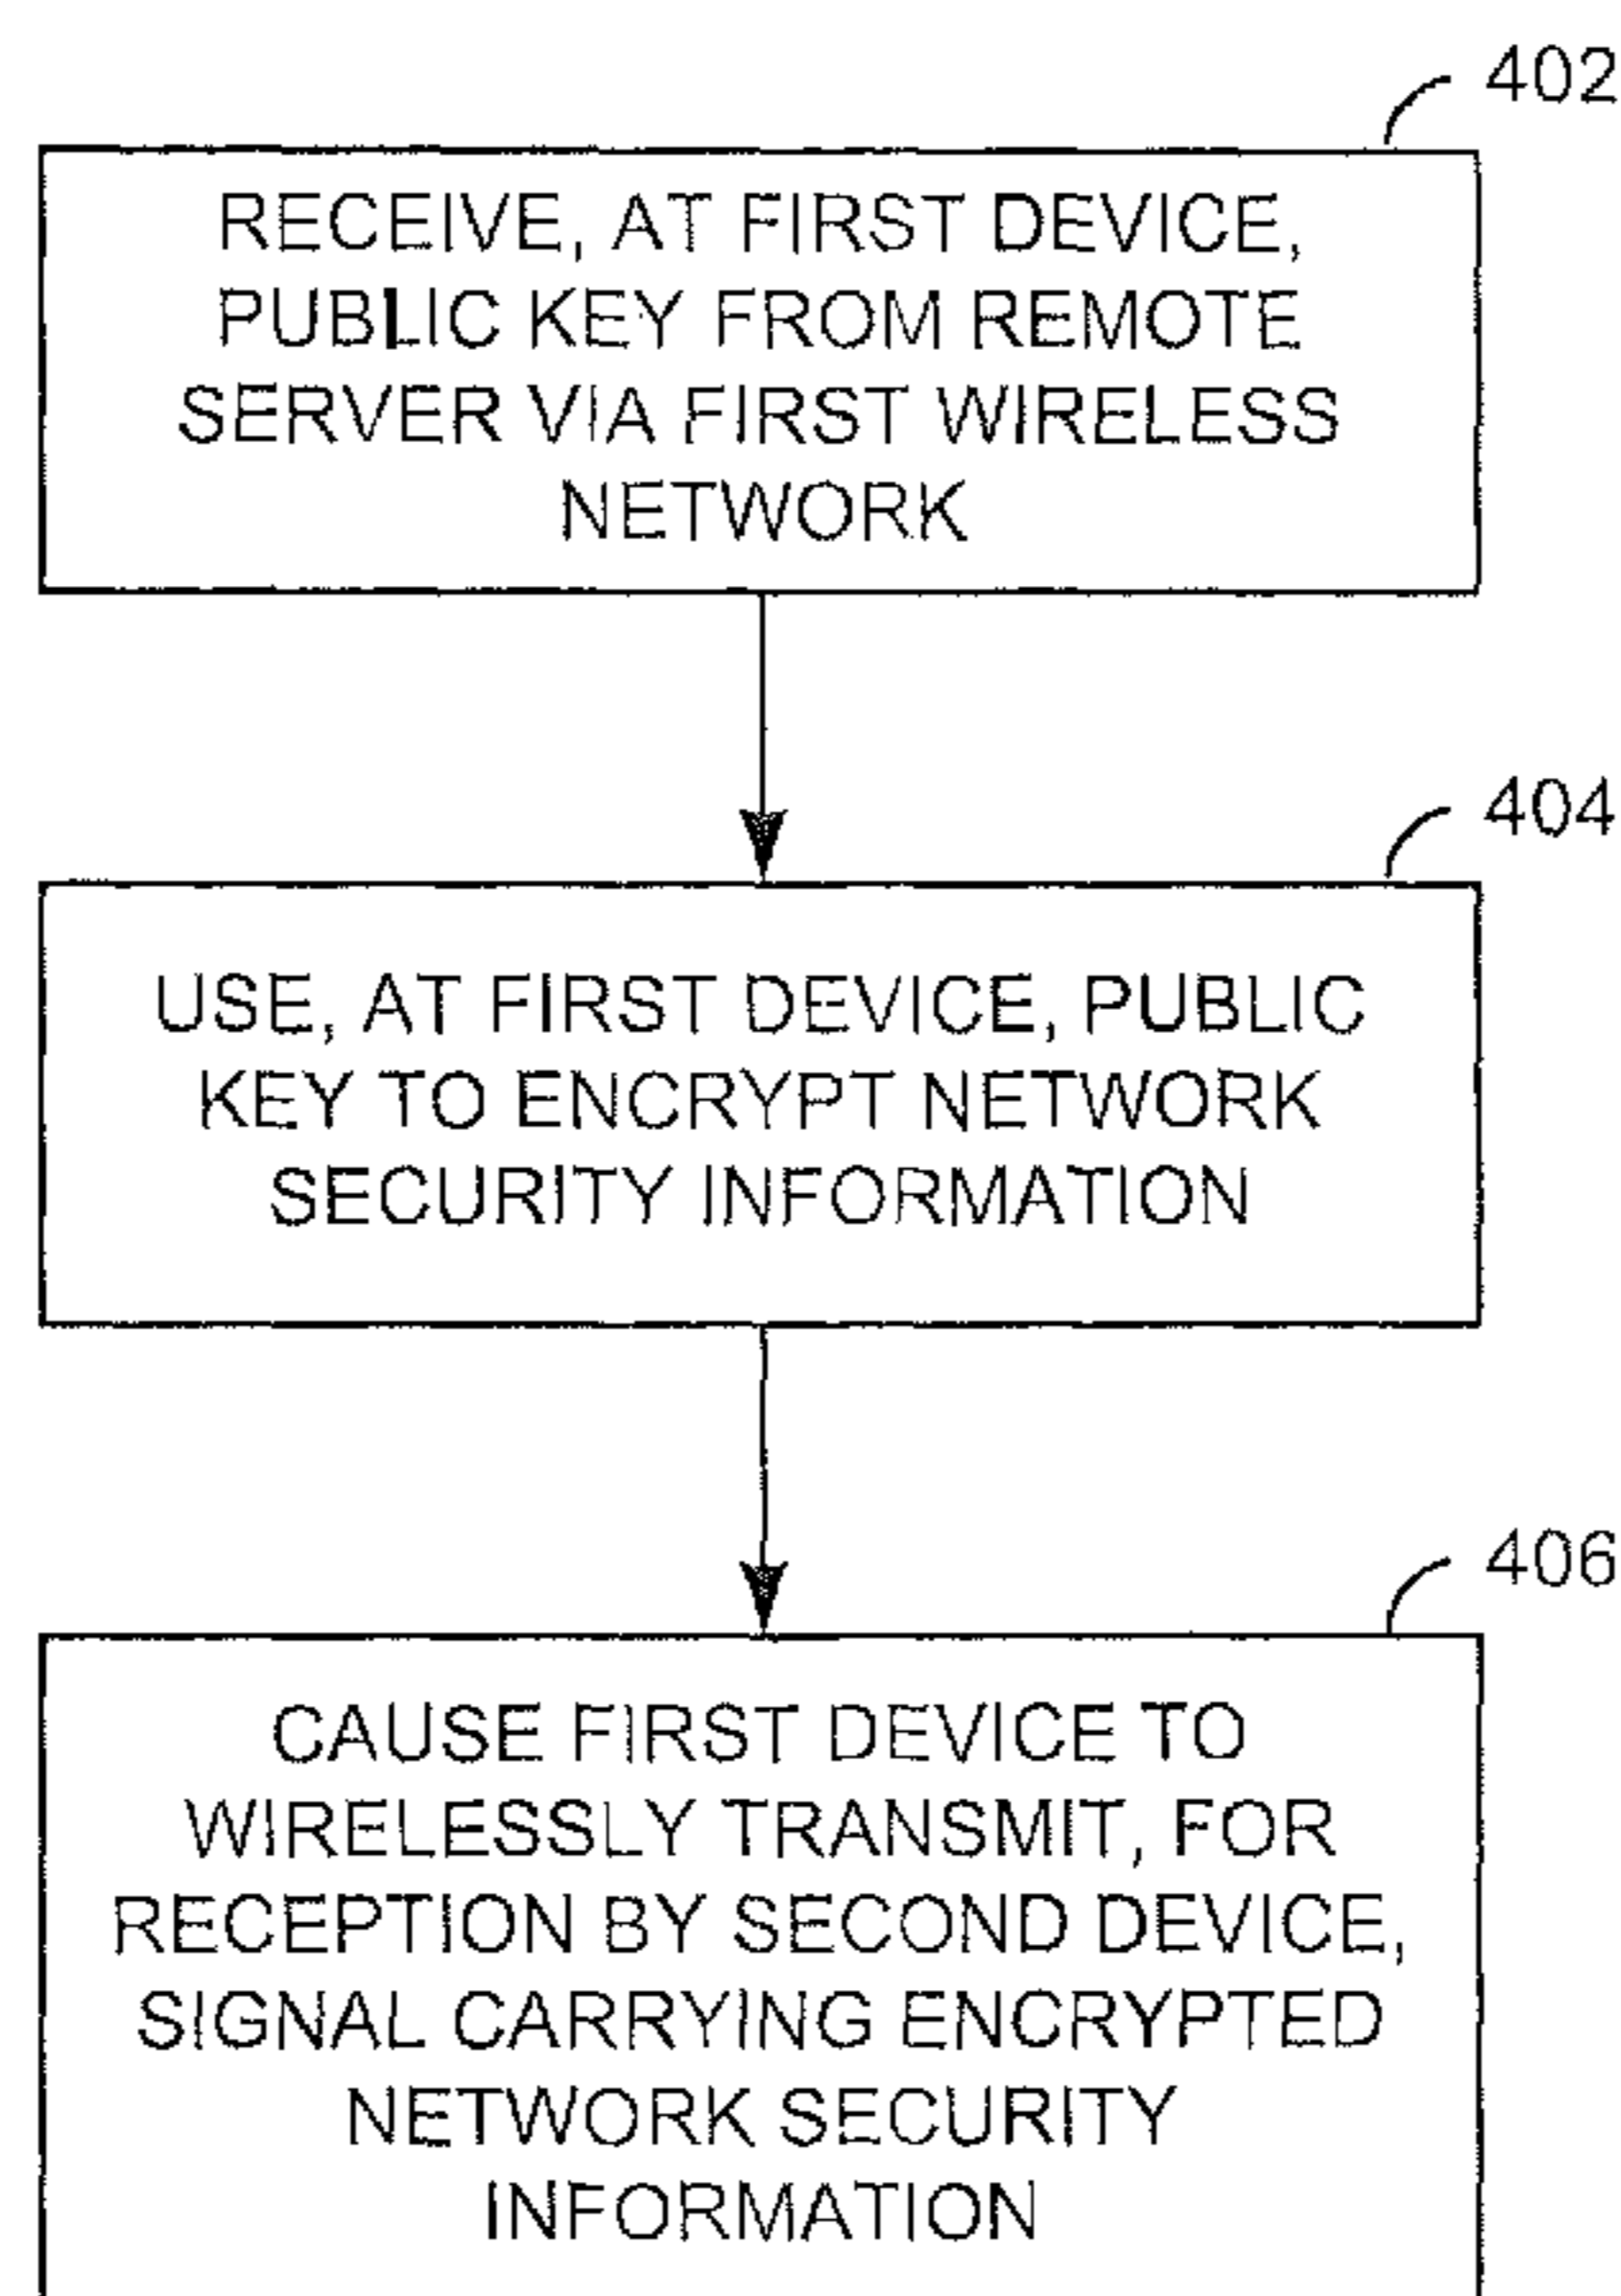 402
RECEIVE, AT FIRST DEVICE,
PUBLIC KEY FROM REMOTE
SERVER VIA FIRST WIRELESS
NETWORK
404
USE, AT FIRST DEVICE, PUBLIC
KEY TO ENCRYPT NETWORK
SECURITY INFORMATION
406
CAUSE FIRST DEVICE TO
WIRELESSLY TRANSMIT, FOR
RECEPTION BY SECOND DEVICE,
SIGNAL CARRYING ENCRYPTED
NETWORK SECURITY
INFORMATION